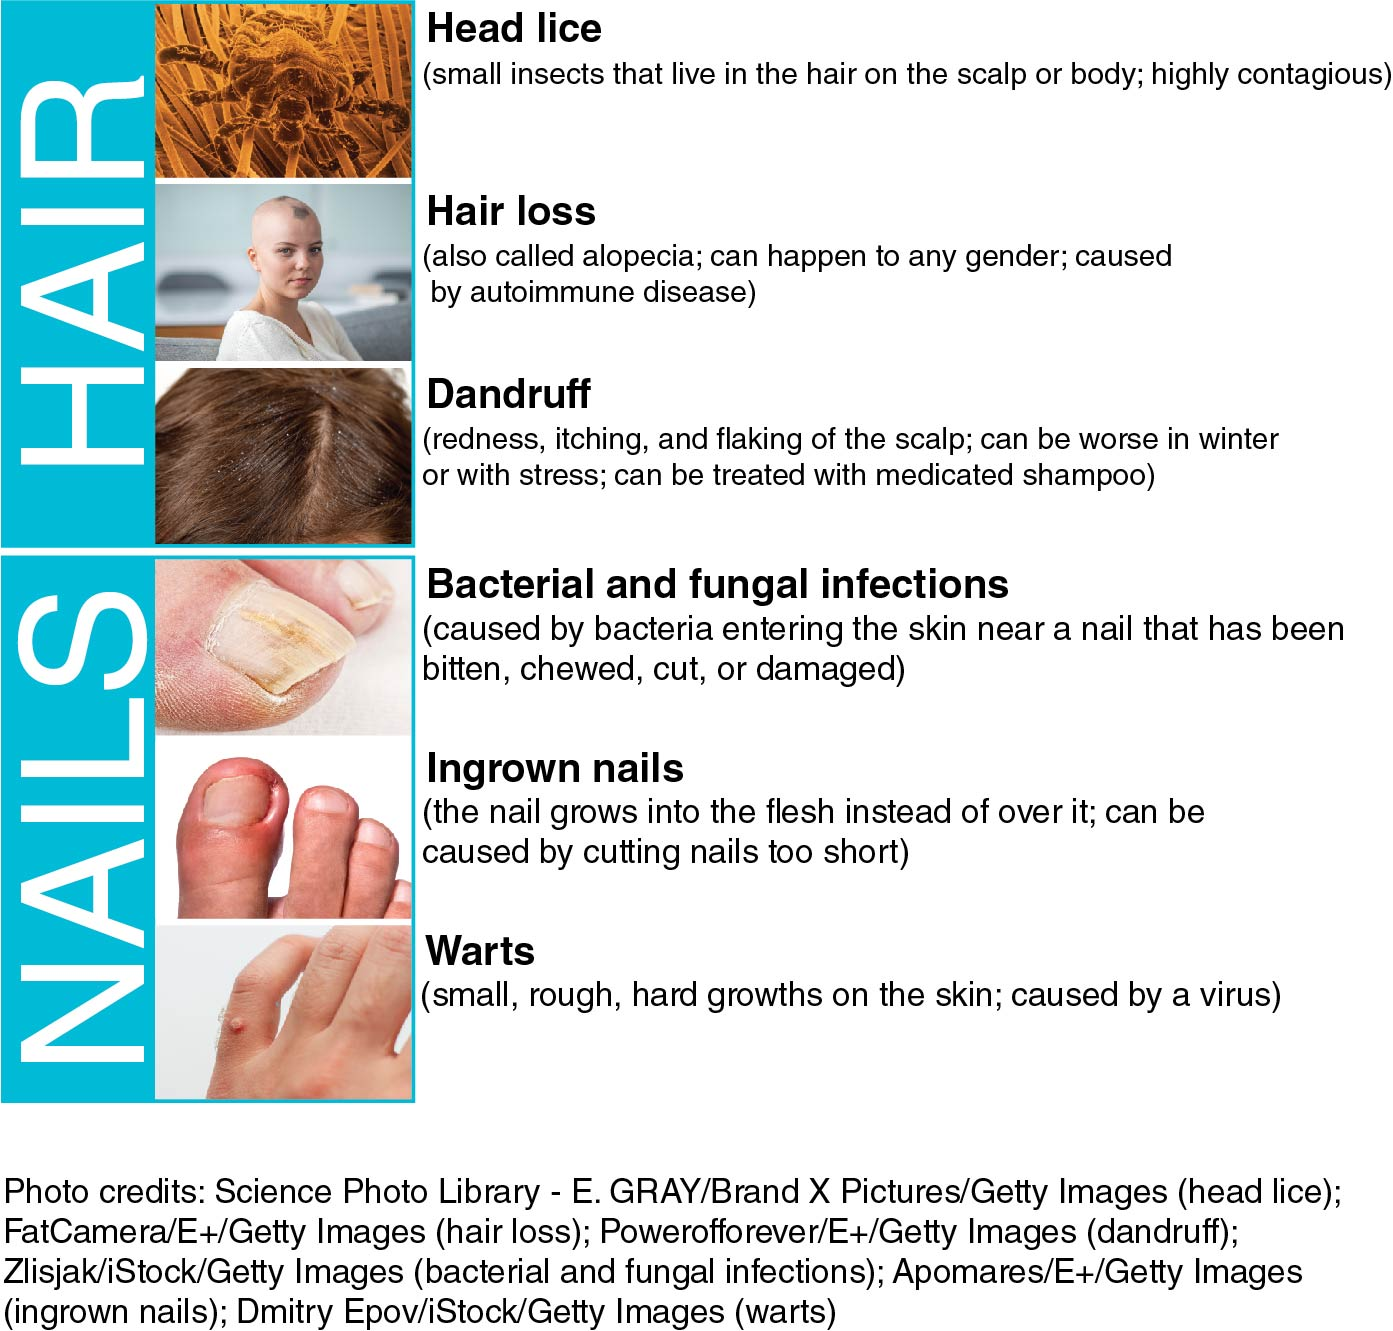 HAIR
Head lice
(small insects that live in the hair on the scalp or body; highly contagious)
Hair loss
(also called alopecia; can happen to any gender; caused
by autoimmune disease)
Dandruff
(redness, itching, and flaking of the scalp; can be worse in winter
or with stress; can be treated with medicated shampoo)
NAILS
Bacterial and fungal infections
(caused by bacteria entering the skin near a nail that has been
bitten, chewed, cut, or damaged)
Ingrown nails
(the nail grows into the flesh instead of over it; can be
caused by cutting nails too short)
Warts
(small, rough, hard growths on the skin; caused by a virus)
Photo credits: Science Photo Library - E. GRAY/Brand X Pictures/Getty Images (head lice);
FatCamera/E+/Getty Images (hair loss); Powerofforever/E+/Getty Images (dandruff);
Zlisjak/iStock/Getty Images (bacterial and fungal infections); Apomares/E+/Getty Images
(ingrown nails); Dmitry Epov/iStock/Getty Images (warts)